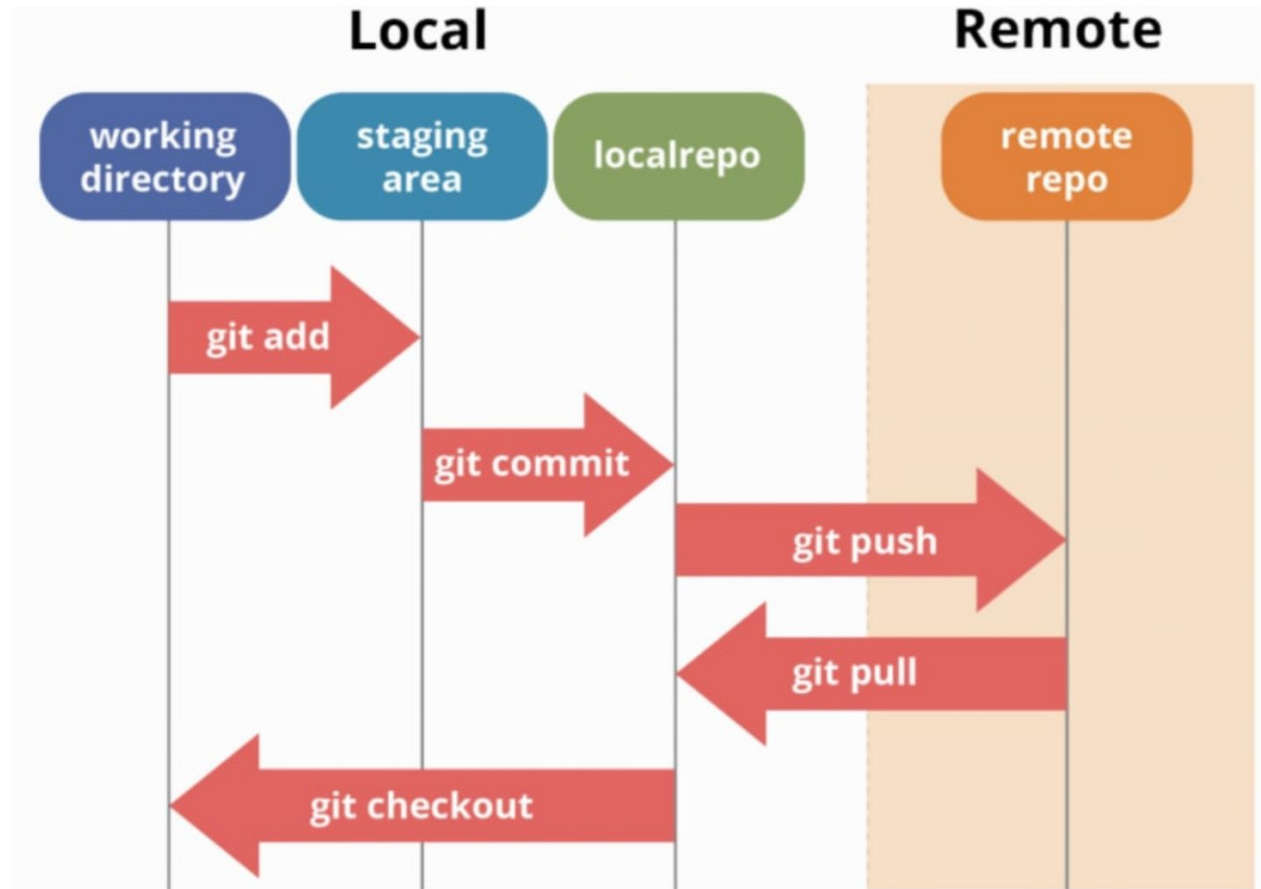 Local
Remote
working
directory
staging
area
localrepo
remote
repo
git add
git commit
git push
git pull
git checkout